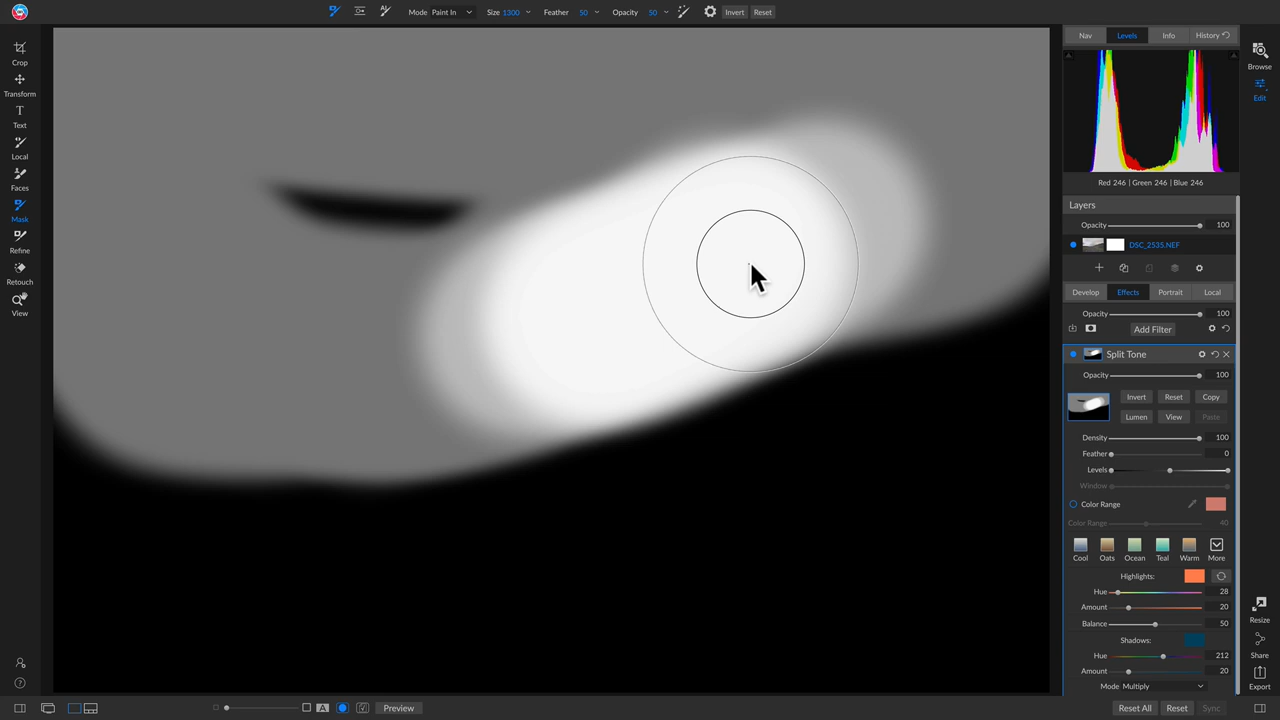 Mode Paint In Size 1300 Feather 50 Opacity 50 Invert Reset
Crop
Transform
Text
Local
Faces
Mask
Refine
Retouch
View
Nav Levels Info History
Red 246 | Green 246 | Blue 246
Layers
Opacity 100
DSC_2535.NEF
Develop Effects Portrait Local
Opacity 100
Add Filter
Split Tone
Opacity 100
Invert Reset Copy
Lumen View Paste
Density 100
Feather 0
Levels
Window
Color Range
Color Range 40
Cool Oats Ocean Teal Warm More
Highlights:
Hue 28
Amount 20
Balance 50
Shadows:
Hue 212
Amount 20
Mode Multiply
Browse
Edit
Resize
Share
Export
A Preview
Reset All Reset Sync